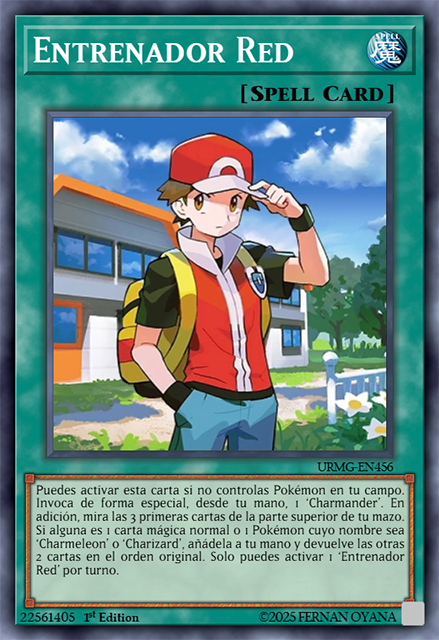 Entrenador Red
SPELL
魔
[Spell Card]
URMG-EN456
Puedes activar esta carta si no controlas Pokémon en tu campo.
Invoca de forma especial, desde tu mano, 1 ‘Charmander’. En
adición, mira las 3 primeras cartas de la parte superior de tu mazo.
Si alguna es 1 carta mágica normal o 1 Pokémon cuyo nombre sea
‘Charmeleon’ o ‘Charizard’, añádela a tu mano y devuelve las otras
2 cartas en el orden original. Solo puedes activar 1 ‘Entrenador
Red’ por turno.
22561405 1st Edition ©2025 FERNAN OYANA